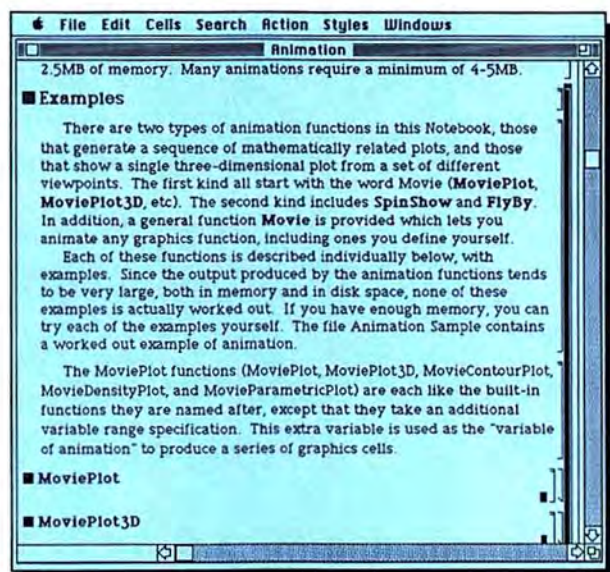 File Edit Cells Search Action Styles Windows
Animation
2.5MB of memory. Many animations require a minimum of 4-5MB.
Examples
There are two types of animation functions in this Notebook, those
that generate a sequence of mathematically related plots, and those
that show a single three-dimensional plot from a set of different
viewpoints. The first kind all start with the word Movie (MoviePlot,
MoviePlot3D, etc). The second kind includes SpinShow and FlyBy.
In addition, a general function Movie is provided which lets you
animate any graphics function, including ones you define yourself.
Each of these functions is described individually below, with
examples. Since the output produced by the animation functions tends
to be very large, both in memory and in disk space, none of these
examples is actually worked out. If you have enough memory, you can
try each of the examples yourself. The file Animation Sample contains
a worked out example of animation.
The MoviePlot functions (MoviePlot, MoviePlot3D, MovieContourPlot,
MovieDensityPlot, and MovieParametricPlot) are each like the built-in
functions they are named after, except that they take an additional
variable range specification. This extra variable is used as the "variable
of animation" to produce a series of graphics cells.
MoviePlot
MoviePlot3D